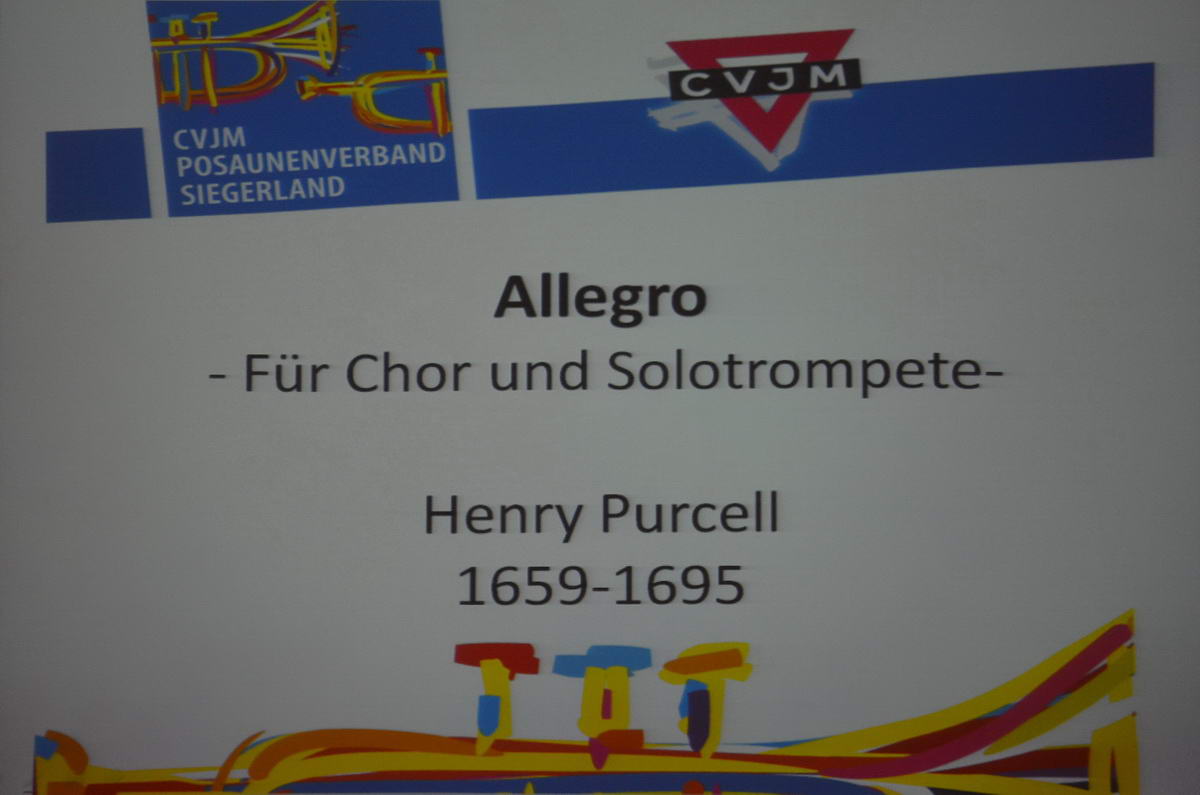 CVJM
POSAUNENVERBAND
SIEGERLAND
CVJM
Allegro
- Für Chor und Solotrompete-
Henry Purcell
1659-1695